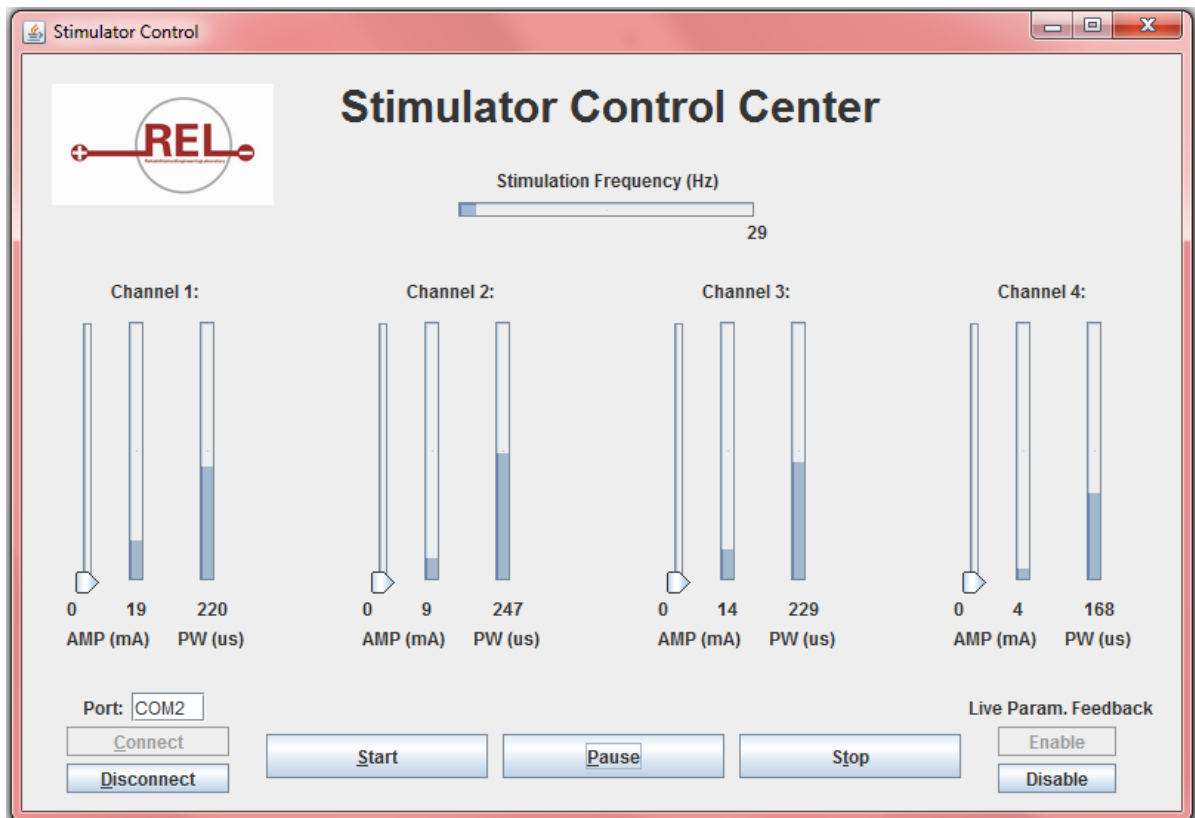 Stimulator Control
Stimulator Control Center
REL
RehabilitationEngineeringLaboratory
Stimulation Frequency (Hz)
29
Channel 1: Channel 2: Channel 3: Channel 4:
0 19 220 0 9 247 0 14 229 0 4 168
AMP (mA) PW (us) AMP (mA) PW (us) AMP (mA) PW (us) AMP (mA) PW (us)
Port: COM2 Live Param. Feedback
Connect Start Pause Stop Enable
Disconnect Disable